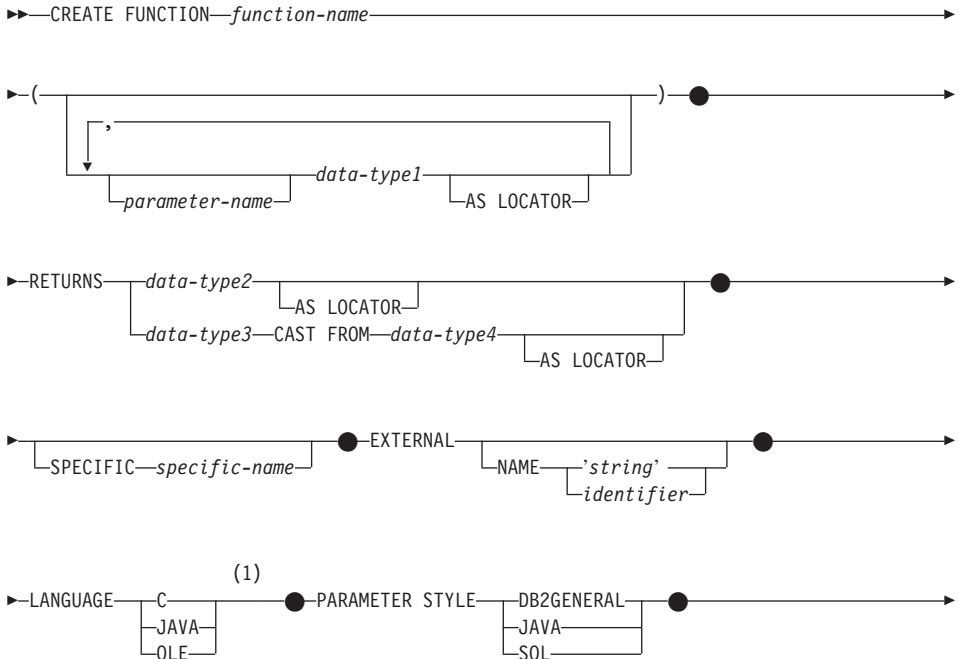 CREATE FUNCTION function-name
( )
,
parameter-name data-type1 AS LOCATOR
RETURNS data-type2 AS LOCATOR
data-type3 CAST FROM data-type4 AS LOCATOR
SPECIFIC specific-name EXTERNAL NAME 'string'
identifier
(1)
LANGUAGE C PARAMETER STYLE DB2GENERAL
JAVA JAVA
OLE SQL